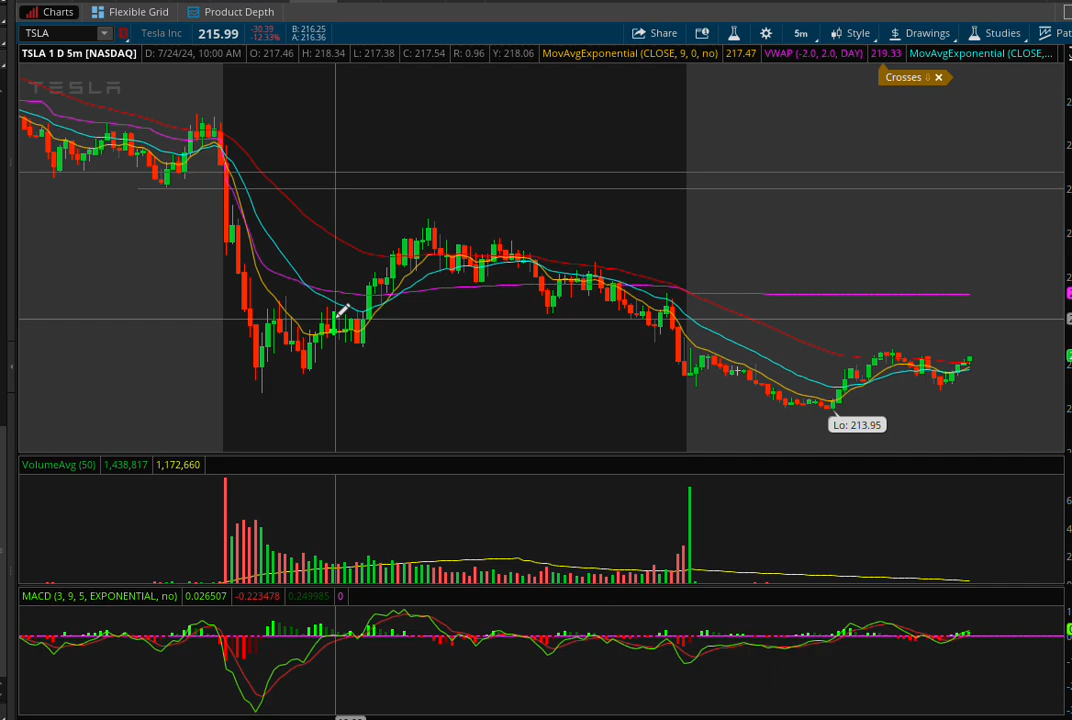 Charts Flexible Grid Product Depth
TSLA Tesla Inc 215.99 -30.39 -12.33% B: 216.25 A: 216.36 Share 5m Style Drawings Studies Pat
TSLA 1 D 5m [NASDAQ] D: 7/24/24, 10:00 AM O: 217.46 H: 218.34 L: 217.38 C: 217.54 R: 0.96 Y: 218.06 MovAvgExponential (CLOSE, 9, 0, no) 217.47 VWAP (-2.0, 2.0, DAY) 219.33 MovAvgExponential (CLOSE,...
Crosses
TESLA
Lo: 213.95
VolumeAvg (50) 1,438,817 1,172,660
MACD (3, 9, 5, EXPONENTIAL, no) 0.026507 -0.223478 0.249985 0